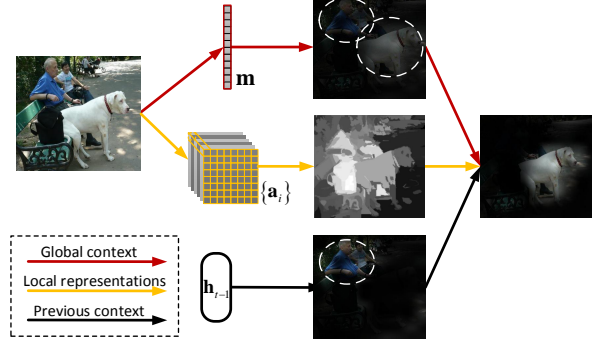 m
{a_i}
Global context
Local representations
Previous context
h_{t-1}